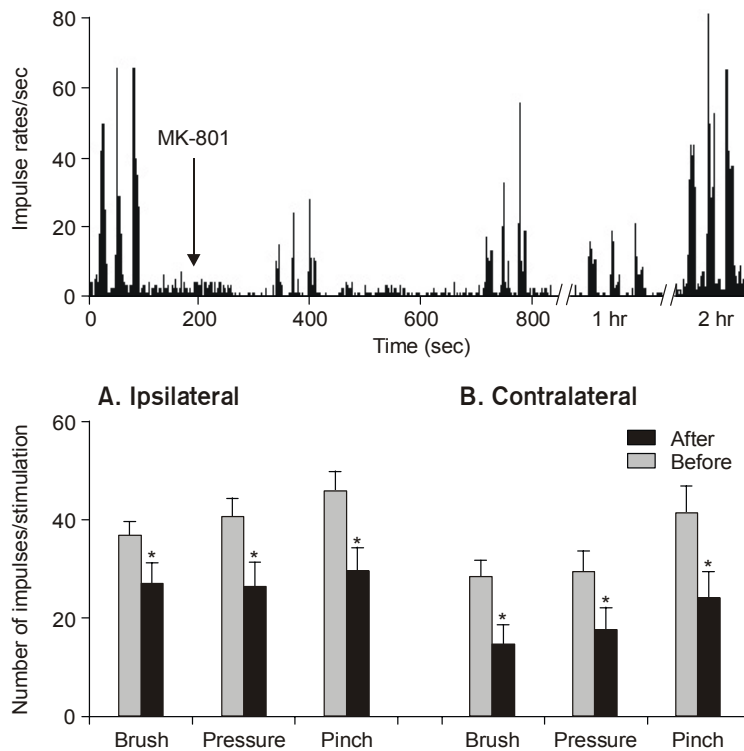 80
60
40
20
0
Impulse rates/sec
MK-801
0 200 400 600 800 1 hr 2 hr
Time (sec)
A. Ipsilateral B. Contralateral
60
40
20
0
Number of impulses/stimulation
After
Before
* * * * * *
Brush Pressure Pinch Brush Pressure Pinch